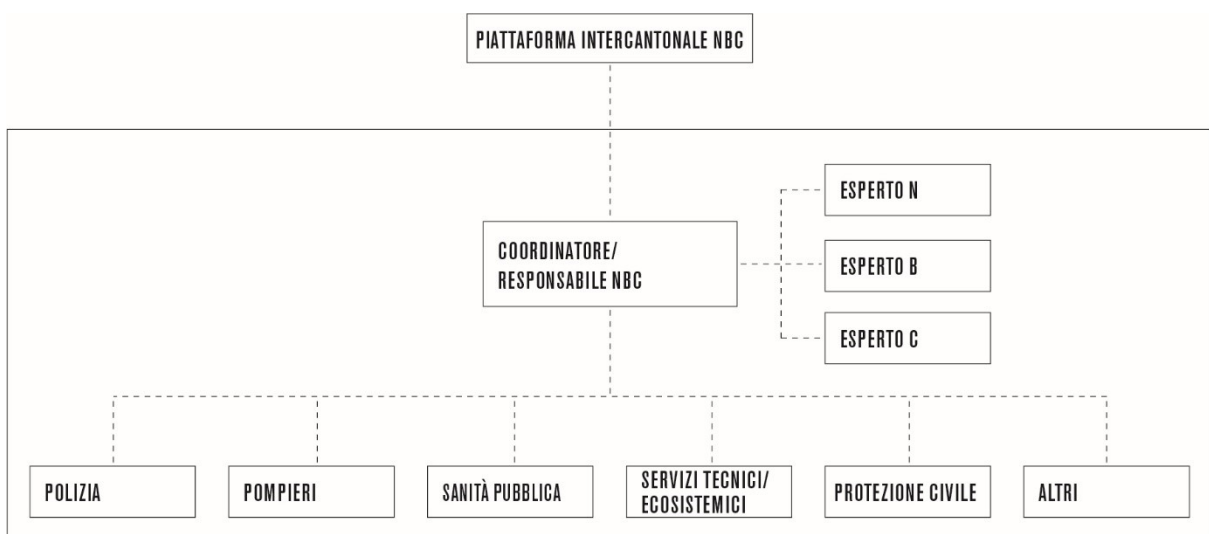 PIATTAFORMA INTERCANTONALE NBC
ESPERTO N
COORDINATORE/
RESPONSABILE NBC
ESPERTO B
ESPERTO C
POLIZIA
POMPIERI
SANITÀ PUBBLICA
SERVIZI TECNICI/
ECOSISTEMICI
PROTEZIONE CIVILE
ALTRI